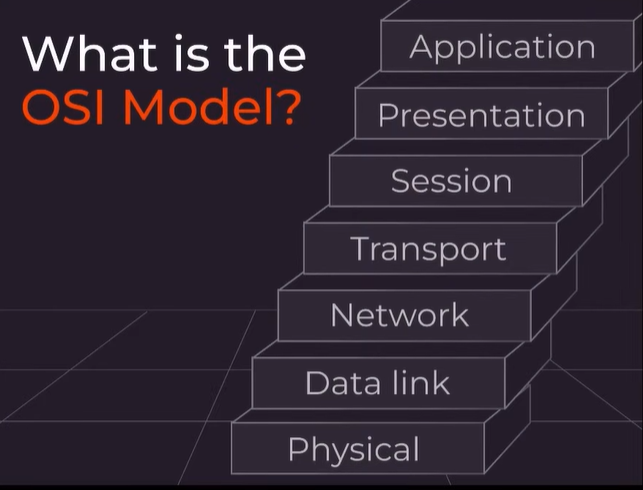 What is the
OSI Model?
Application
Presentation
Session
Transport
Network
Data link
Physical